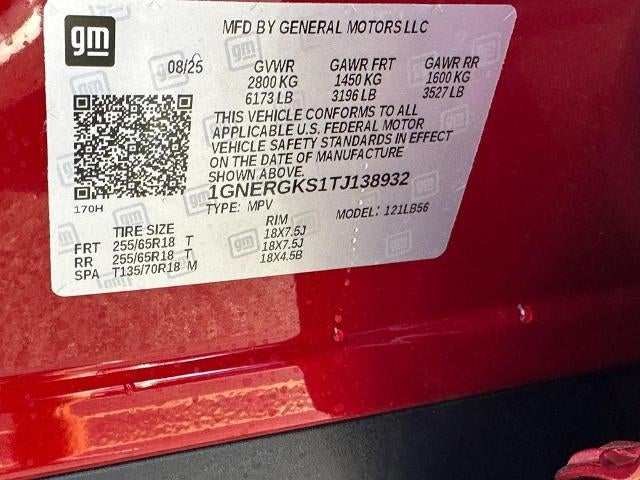 gm
MFD BY GENERAL MOTORS LLC
08/25 GVWR GAWR FRT GAWR RR
2800 KG 1450 KG 1600 KG
6173 LB 3196 LB 3527 LB
THIS VEHICLE CONFORMS TO ALL
APPLICABLE U.S. FEDERAL MOTOR
VEHICLE SAFETY STANDARDS IN EFFECT
ON THE DATE OF MANUFACTURE
SHOWN ABOVE.
170H
1GNERGKS1TJ138932
TYPE: MPV MODEL: 121LB56
TIRE SIZE RIM
FRT 255/65R18 T 18X7.5J
RR 255/65R18 T 18X7.5J
SPA T135/70R18 M 18X4.5B